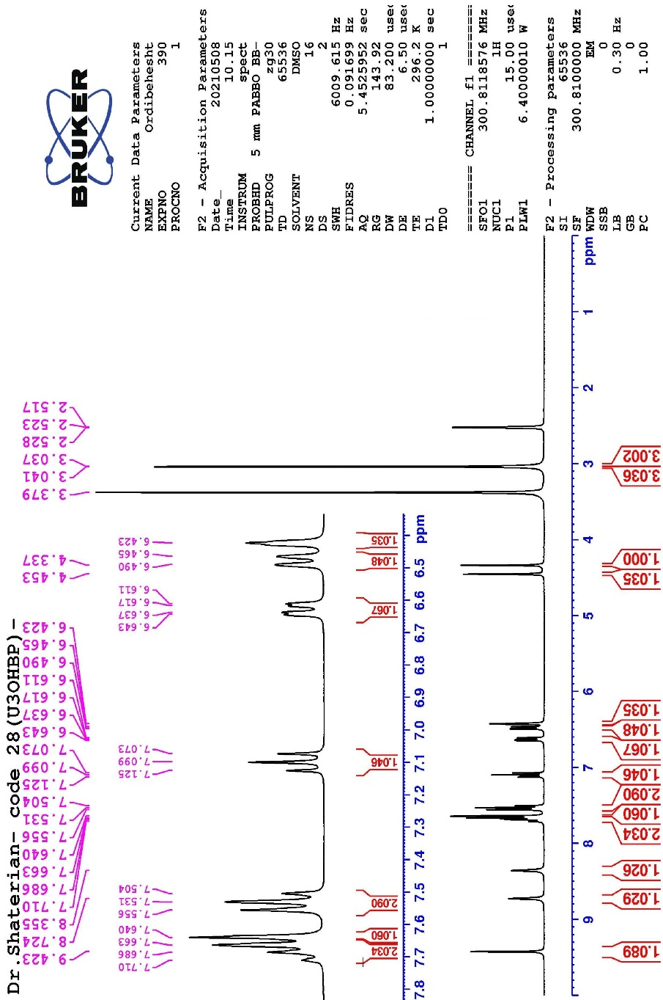 Dr.Shaterian- code 28(U3OHBP)-
9.423
8.724
8.355
7.710
7.686
7.663
7.640
7.556
7.531
7.504
7.125
7.099
7.073
6.643
6.637
6.617
6.611
6.490
6.465
6.423
4.453
4.337
3.379
3.041
3.037
2.528
2.523
2.517
BRUKER
Current Data Parameters
NAME Ordibehesht
EXPNO 390
PROCNO 1
F2 - Acquisition Parameters
Date_ 20210508
Time 10.15
INSTRUM spect
PROBHD 5 mm PABBO BB-
PULPROG zg30
TD 65536
SOLVENT DMSO
NS 16
DS 2
SWH 6009.615 Hz
FIDRES 0.091699 Hz
AQ 5.4525952 sec
RG 143.92
DW 83.200 usec
DE 6.50 usec
TE 296.2 K
D1 1.00000000 sec
TD0 1
======== CHANNEL f1 ========
SFO1 300.8118576 MHz
NUC1 1H
P1 15.00 usec
PLW1 6.40000010 W
F2 - Processing parameters
SI 65536
SF 300.8100000 MHz
WDW EM
SSB 0
LB 0.30 Hz
GB 0
PC 1.00
7.710
7.686
7.663
7.640
7.556
7.531
7.504
7.125
7.099
7.073
6.643
6.637
6.617
6.611
6.490
6.465
6.423
2.034
1.060
2.090
1.046
1.067
1.048
1.035
7.8 7.7 7.6 7.5 7.4 7.3 7.2 7.1 7.0 6.9 6.8 6.7 6.6 6.5 ppm
9 8 7 6 5 4 3 2 1 ppm
1.089
1.029
1.026
2.034
1.060
2.090
1.046
1.067
1.048
1.035
1.035
1.000
3.036
3.002